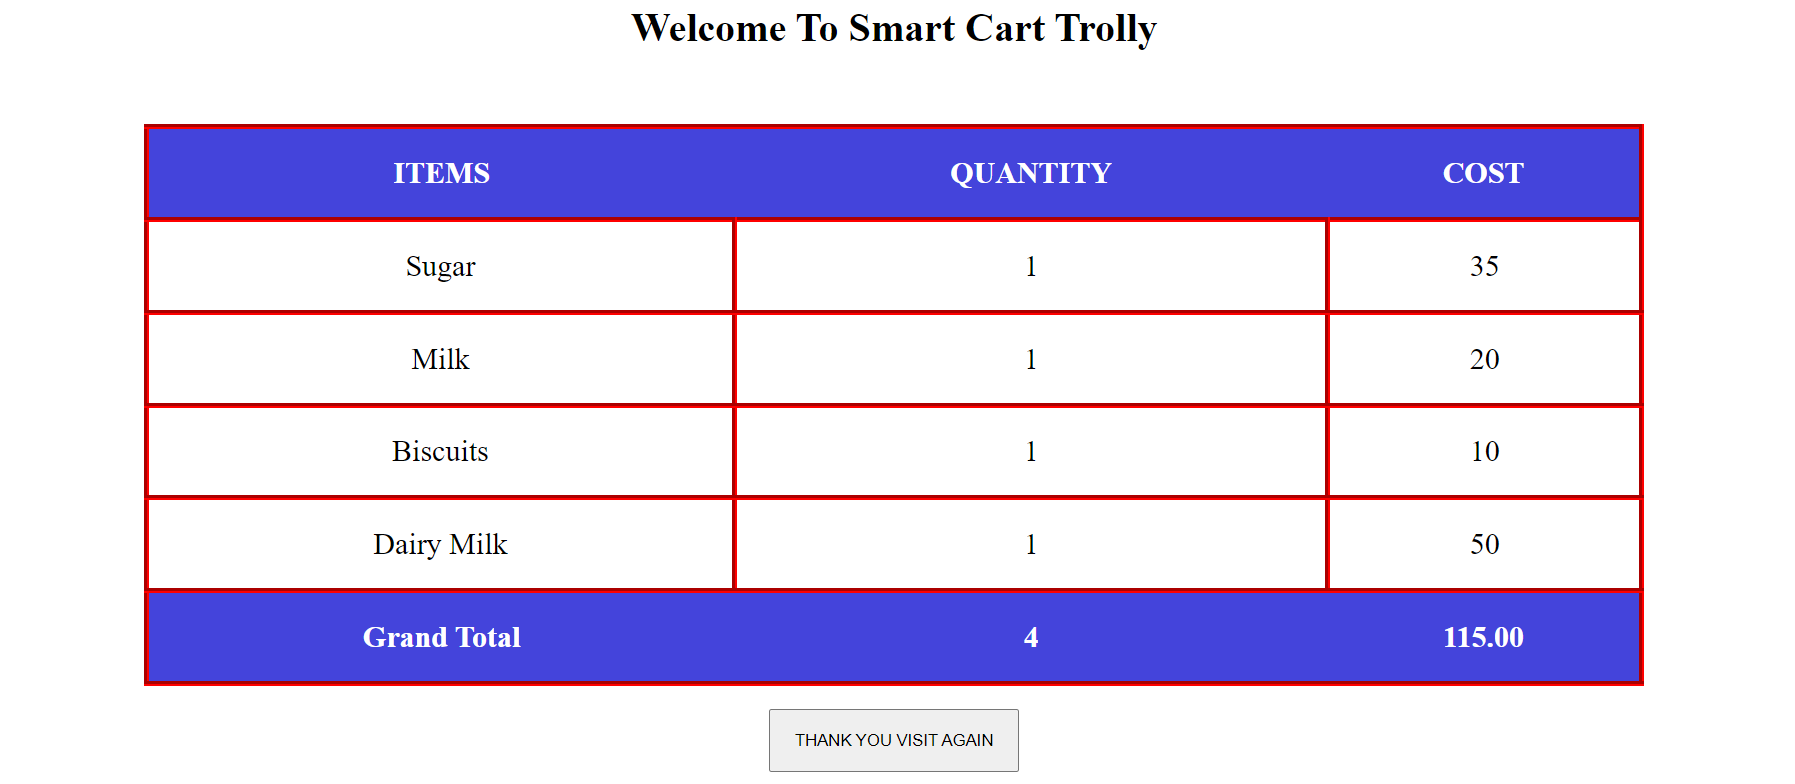 Welcome To Smart Cart Trolly
ITEMS QUANTITY COST
Sugar 1 35
Milk 1 20
Biscuits 1 10
Dairy Milk 1 50
Grand Total 4 115.00
THANK YOU VISIT AGAIN